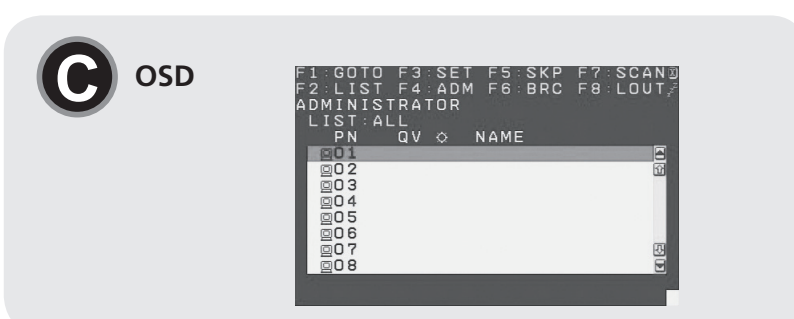 C OSD
F1:GOTO F3:SET F5:SKP F7:SCAN
F2:LIST F4:ADM F6:BRC F8:LOUT
ADMINISTRATOR
LIST:ALL
PN QV NAME
01
02
03
04
05
06
07
08